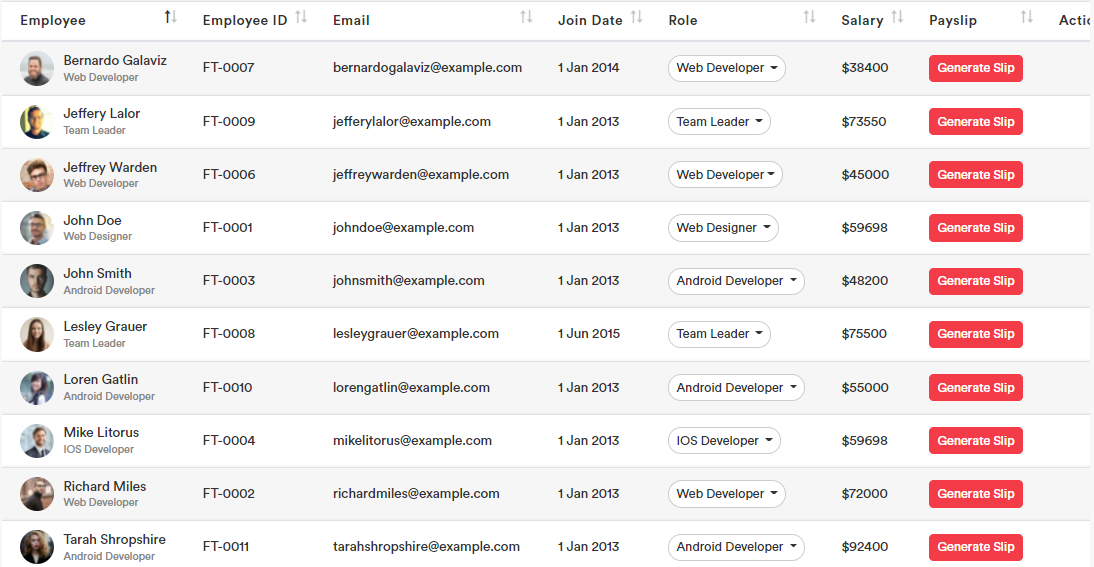 Employee Employee ID Email Join Date Role Salary Payslip Actio
Bernardo Galaviz
Web Developer
FT-0007 bernardogalaviz@example.com 1 Jan 2014 Web Developer $38400 Generate Slip
Jeffery Lalor
Team Leader
FT-0009 jefferylalor@example.com 1 Jan 2013 Team Leader $73550 Generate Slip
Jeffrey Warden
Web Developer
FT-0006 jeffreywarden@example.com 1 Jan 2013 Web Developer $45000 Generate Slip
John Doe
Web Designer
FT-0001 johndoe@example.com 1 Jan 2013 Web Designer $59698 Generate Slip
John Smith
Android Developer
FT-0003 johnsmith@example.com 1 Jan 2013 Android Developer $48200 Generate Slip
Lesley Grauer
Team Leader
FT-0008 lesleygrauer@example.com 1 Jun 2015 Team Leader $75500 Generate Slip
Loren Gatlin
Android Developer
FT-0010 lorengatlin@example.com 1 Jan 2013 Android Developer $55000 Generate Slip
Mike Litorus
IOS Developer
FT-0004 mikelitorus@example.com 1 Jan 2013 IOS Developer $59698 Generate Slip
Richard Miles
Web Developer
FT-0002 richardmiles@example.com 1 Jan 2013 Web Developer $72000 Generate Slip
Tarah Shropshire
Android Developer
FT-0011 tarahshropshire@example.com 1 Jan 2013 Android Developer $92400 Generate Slip